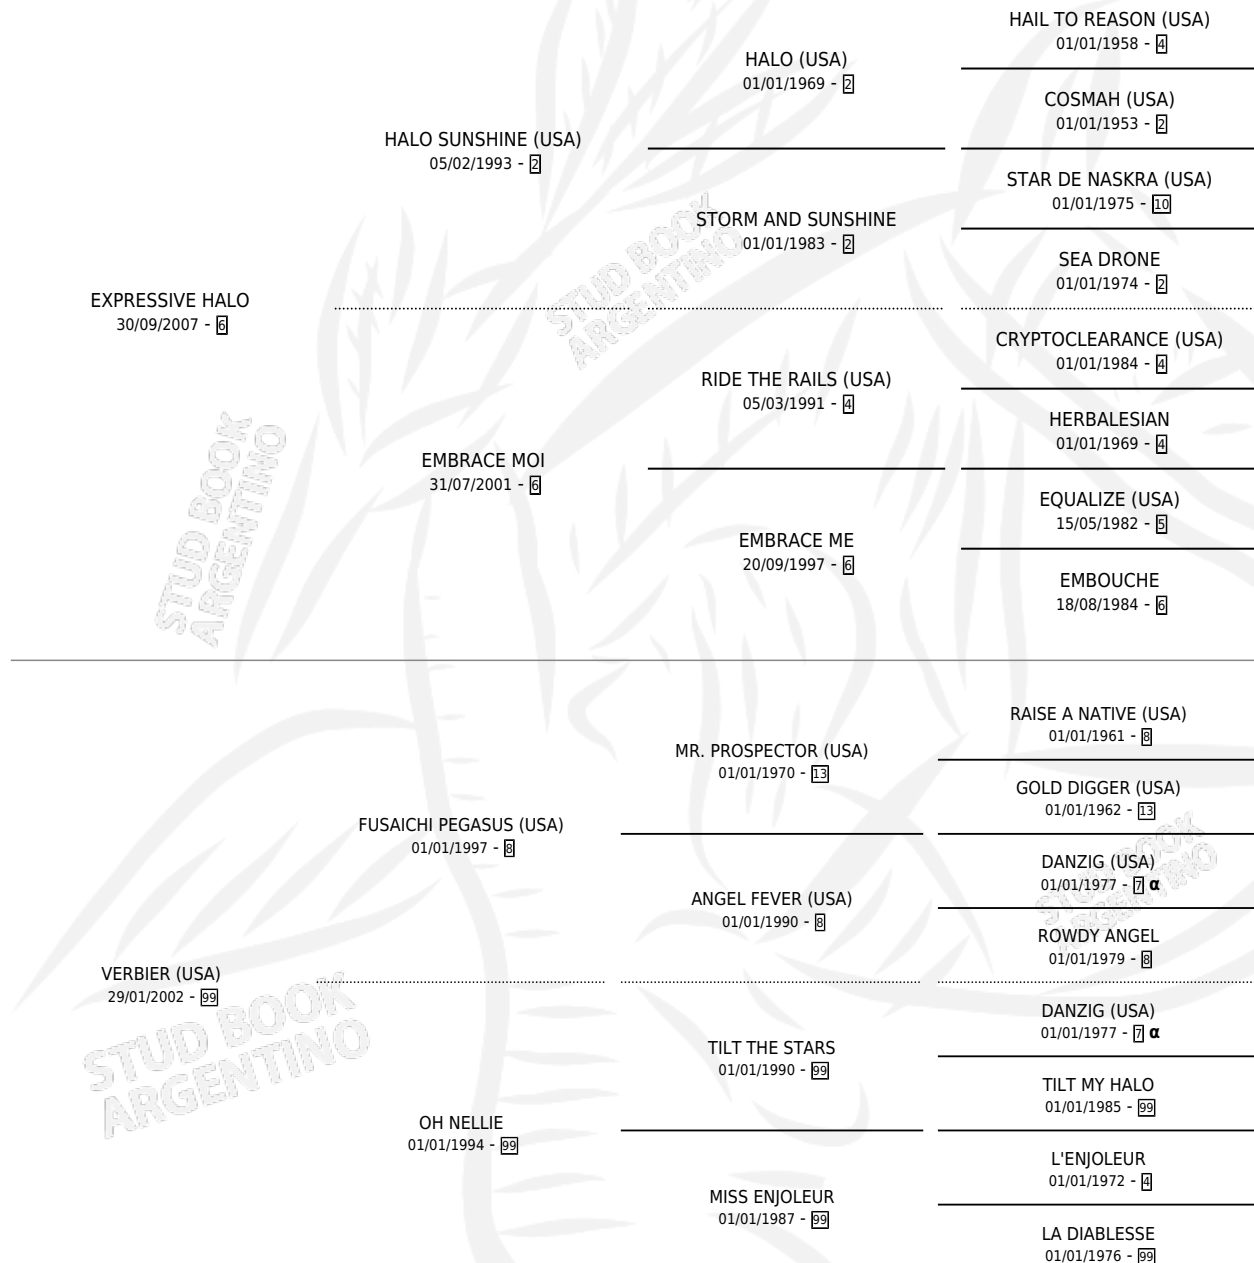 HAIL TO REASON (USA)
01/01/1958 - 4
HALO (USA)
01/01/1969 - 2
COSMAH (USA)
01/01/1953 - 2
HALO SUNSHINE (USA)
05/02/1993 - 2
STAR DE NASKRA (USA)
01/01/1975 - 10
STORM AND SUNSHINE
01/01/1983 - 2
SEA DRONE
01/01/1974 - 2
EXPRESSIVE HALO
30/09/2007 - 6
CRYPTOCLEARANCE (USA)
01/01/1984 - 4
RIDE THE RAILS (USA)
05/03/1991 - 4
HERBALESIAN
01/01/1969 - 4
EMBRACE MOI
31/07/2001 - 6
EQUALIZE (USA)
15/05/1982 - 5
EMBRACE ME
20/09/1997 - 6
EMBOUCHE
18/08/1984 - 6
RAISE A NATIVE (USA)
01/01/1961 - 8
MR. PROSPECTOR (USA)
01/01/1970 - 13
GOLD DIGGER (USA)
01/01/1962 - 13
FUSAICHI PEGASUS (USA)
01/01/1997 - 8
DANZIG (USA)
01/01/1977 - 7 α
ANGEL FEVER (USA)
01/01/1990 - 8
ROWDY ANGEL
01/01/1979 - 8
VERBIER (USA)
29/01/2002 - 99
DANZIG (USA)
01/01/1977 - 7 α
TILT THE STARS
01/01/1990 - 99
TILT MY HALO
01/01/1985 - 99
OH NELLIE
01/01/1994 - 99
L'ENJOLEUR
01/01/1972 - 4
MISS ENJOLEUR
01/01/1987 - 99
LA DIABLESSE
01/01/1976 - 99
STUD BOOK
ARGENTINO
STUD BOOK
ARGENTINO
STUD BOOK
ARGENTINO
STUD BOOK
ARGENTINO